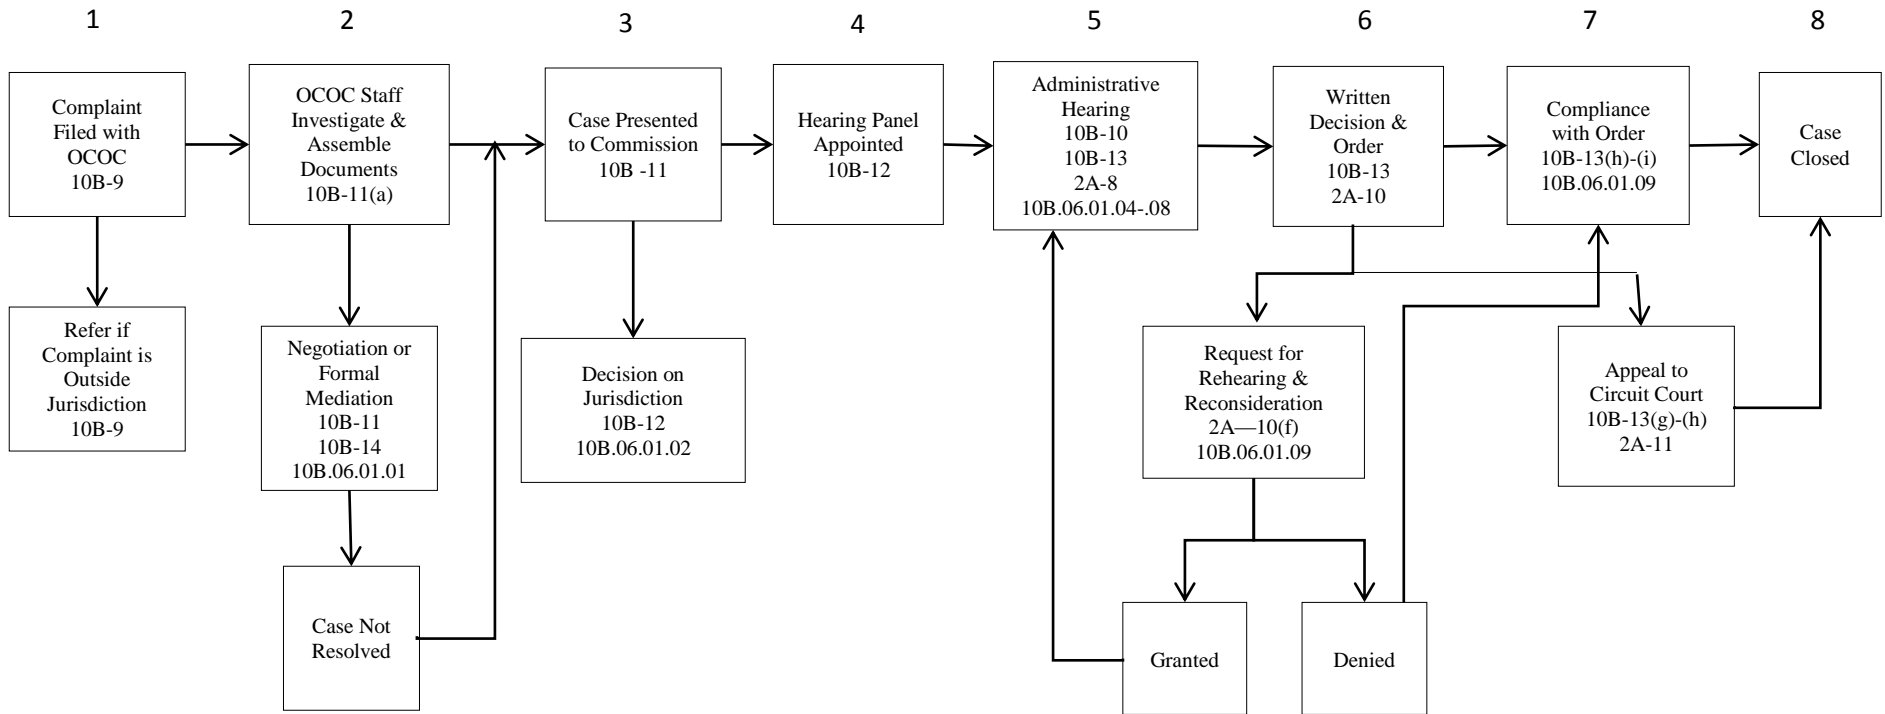 1
2
3
4
5
6
7
8
Complaint
Filed with
OCOC
10B-9
OCOC Staff
Investigate &
Assemble
Documents
10B-11(a)
Case Presented
to Commission
10B -11
Hearing Panel
Appointed
10B-12
Administrative
Hearing
10B-10
10B-13
2A-8
10B.06.01.04-.08
Written
Decision &
Order
10B-13
2A-10
Compliance
with Order
10B-13(h)-(i)
10B.06.01.09
Case
Closed
Refer if
Complaint is
Outside
Jurisdiction
10B-9
Negotiation or
Formal
Mediation
10B-11
10B-14
10B.06.01.01
Decision on
Jurisdiction
10B-12
10B.06.01.02
Request for
Rehearing &
Reconsideration
2A—10(f)
10B.06.01.09
Appeal to
Circuit Court
10B-13(g)-(h)
2A-11
Case Not
Resolved
Granted
Denied